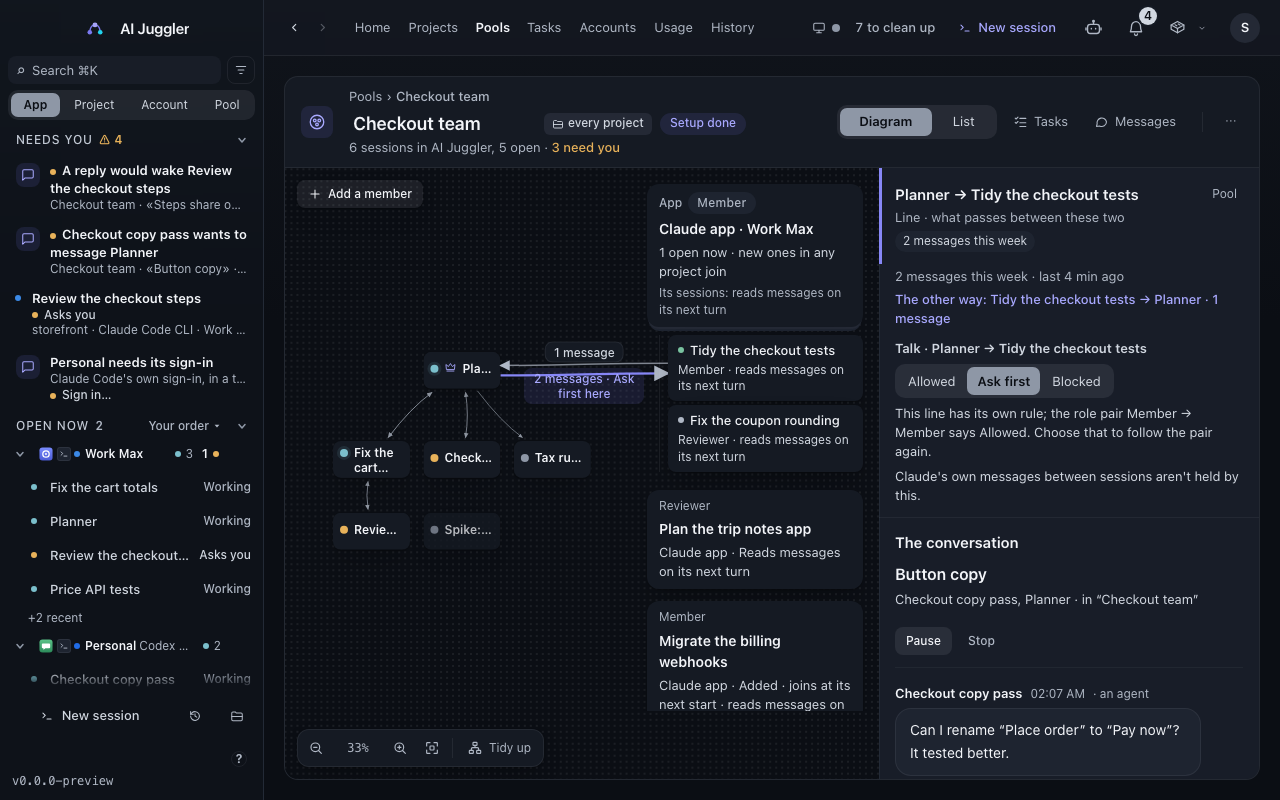 AI Juggler
Search ⌘K
App Project Account Pool
NEEDS YOU 4
A reply would wake Review
the checkout steps
Checkout team · «Steps share o...
Checkout copy pass wants to
message Planner
Checkout team · «Button copy» ·...
Review the checkout steps
Asks you
storefront · Claude Code CLI · Work ...
Personal needs its sign-in
Claude Code's own sign-in, in a t...
Sign in...
OPEN NOW 2 Your order
Work Max 3 1
Fix the cart totals Working
Planner Working
Review the checkout... Asks you
Price API tests Working
+2 recent
Personal Codex ... 2
Checkout copy pass Working
New session
?
v0.0.0-preview
Home Projects Pools Tasks Accounts Usage History
7 to clean up
New session
4
S
Pools › Checkout team
Checkout team
every project
Setup done
6 sessions in AI Juggler, 5 open · 3 need you
Diagram List
Tasks
Messages
Add a member
App Member
Claude app · Work Max
1 open now · new ones in any
project join
Its sessions: reads messages on
its next turn
Tidy the checkout tests
Member · reads messages on
its next turn
Fix the coupon rounding
Reviewer · reads messages on
its next turn
1 message
2 messages · Ask
first here
Pla...
Fix the
cart...
Check...
Tax ru...
Revie...
Spike:...
Reviewer
Plan the trip notes app
Claude app · Reads messages
on its next turn
Member
Migrate the billing
webhooks
Claude app · Added · joins at its
next start · reads messages on
33%
Tidy up
Planner → Tidy the checkout tests Pool
Line · what passes between these two
2 messages this week
2 messages this week · last 4 min ago
The other way: Tidy the checkout tests → Planner · 1
message
Talk · Planner → Tidy the checkout tests
Allowed Ask first Blocked
This line has its own rule; the role pair Member →
Member says Allowed. Choose that to follow the pair
again.
Claude's own messages between sessions aren't held by
this.
The conversation
Button copy
Checkout copy pass, Planner · in “Checkout team”
Pause Stop
Checkout copy pass 02:07 AM · an agent
Can I rename “Place order” to “Pay now”?
It tested better.